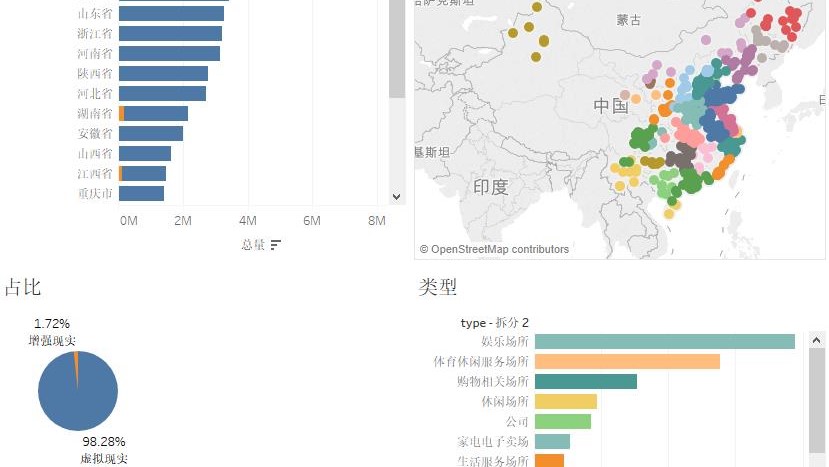 山东省
浙江省
河南省
陕西省
河北省
湖南省
安徽省
山西省
江西省
重庆市
0M 2M 4M 6M 8M
总量
蒙古
中国
印度
基斯坦
© OpenStreetMap contributors
占比
1.72%
增强现实
98.28%
虚拟现实
类型
type - 拆分 2
娱乐场所
体育休闲服务场所
购物相关场所
休闲场所
公司
家电电子卖场
生活服务场所